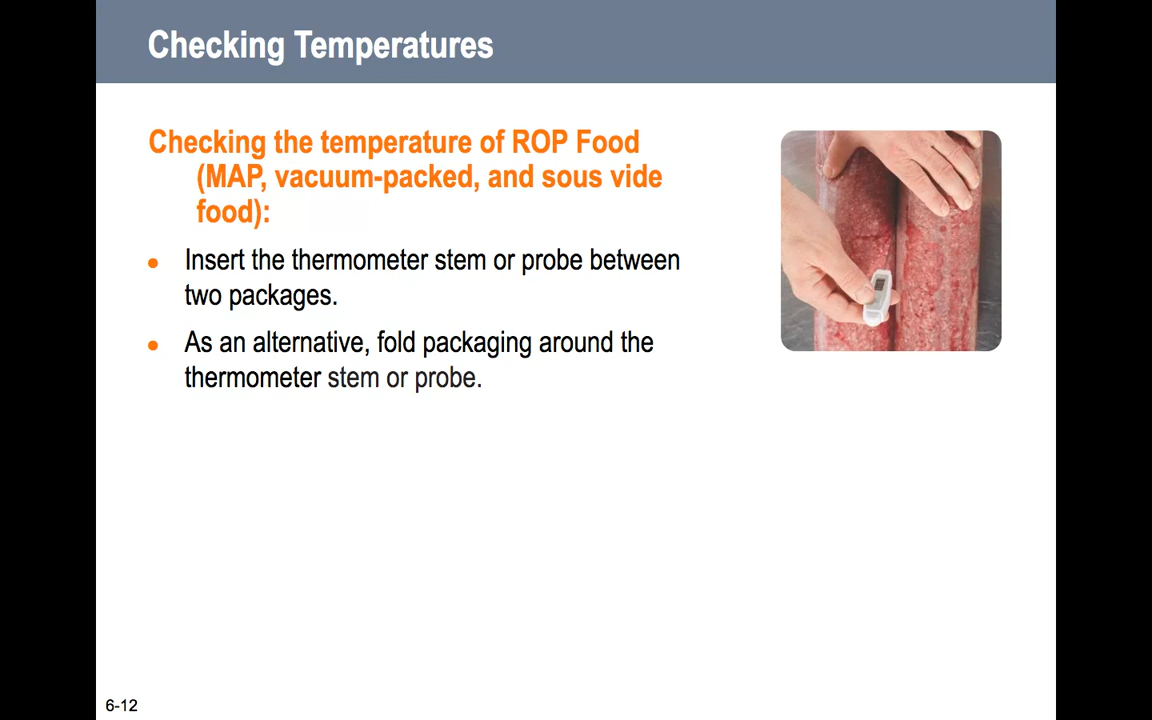 Checking Temperatures
Checking the temperature of ROP Food
(MAP, vacuum-packed, and sous vide
food):
• Insert the thermometer stem or probe between
two packages.
• As an alternative, fold packaging around the
thermometer stem or probe.
6-12